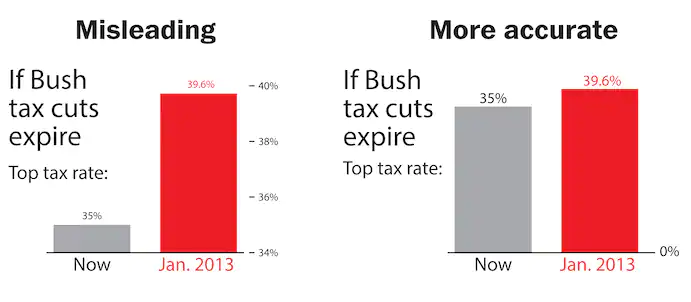 Misleading
If Bush
tax cuts
expire
Top tax rate:
35%
39.6%
40%
38%
36%
34%
Now
Jan. 2013
More accurate
If Bush
tax cuts
expire
Top tax rate:
35%
39.6%
0%
Now
Jan. 2013